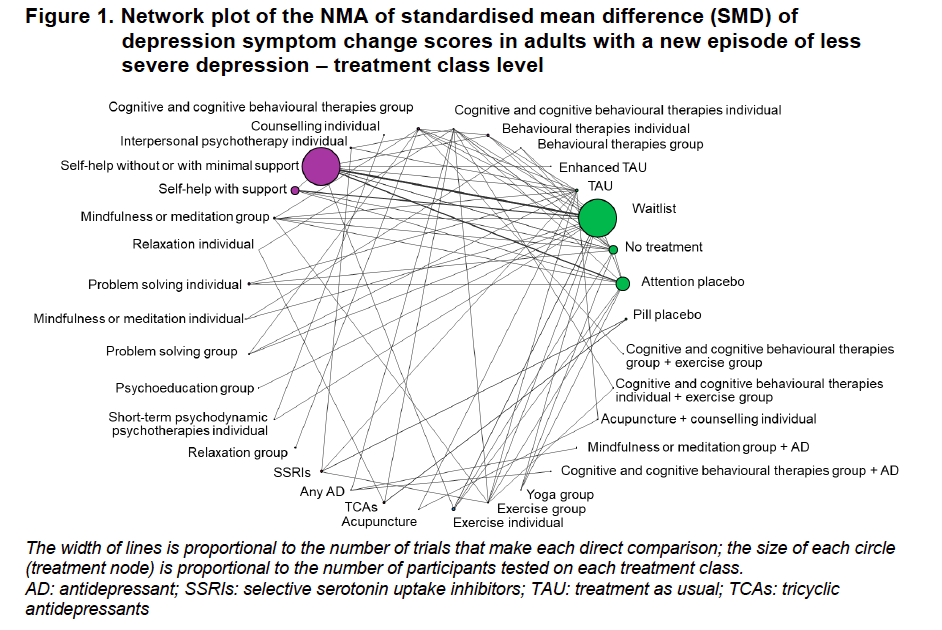 Figure 1. Network plot of the NMA of standardised mean difference (SMD) of
depression symptom change scores in adults with a new episode of less
severe depression – treatment class level
Cognitive and cognitive behavioural therapies group
Cognitive and cognitive behavioural therapies individual
Counselling individual
Behavioural therapies individual
Interpersonal psychotherapy individual
Behavioural therapies group
Self-help without or with minimal support
Enhanced TAU
Self-help with support
TAU
Mindfulness or meditation group
Waitlist
Relaxation individual
No treatment
Problem solving individual
Attention placebo
Mindfulness or meditation individual
Pill placebo
Problem solving group
Cognitive and cognitive behavioural therapies
group + exercise group
Psychoeducation group
Cognitive and cognitive behavioural therapies
individual + exercise group
Short-term psychodynamic
psychotherapies individual
Acupuncture + counselling individual
Relaxation group
Mindfulness or meditation group + AD
SSRIs
Cognitive and cognitive behavioural therapies group + AD
Any AD
Yoga group
TCAs
Exercise group
Acupuncture
Exercise individual
The width of lines is proportional to the number of trials that make each direct comparison; the size of each circle
(treatment node) is proportional to the number of participants tested on each treatment class.
AD: antidepressant; SSRIs: selective serotonin uptake inhibitors; TAU: treatment as usual; TCAs: tricyclic
antidepressants